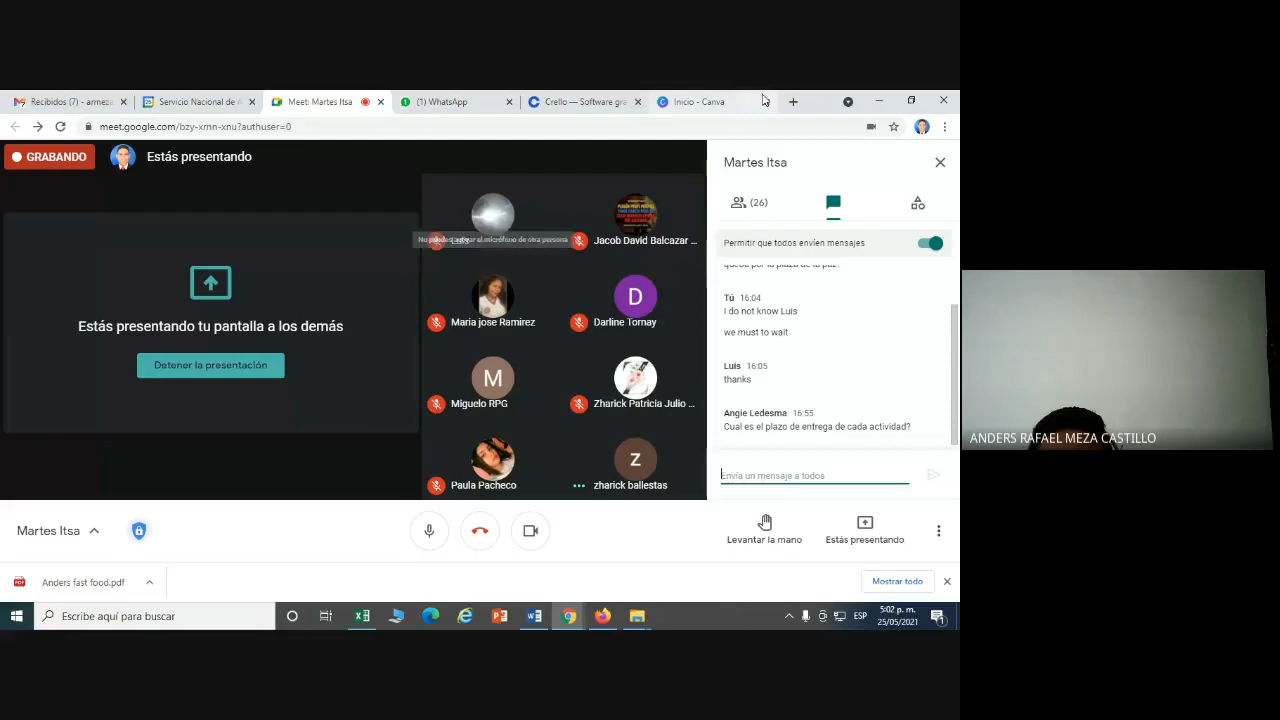 Recibidos (7) - armeza
Servicio Nacional de A
Meet: Martes Itsa
(1) WhatsApp
Crello — Software gra
Inicio - Canva
meet.google.com/bzy-xmn-xnu?authuser=0
GRABANDO
Estás presentando
Martes Itsa
(26)
Permitir que todos envíen mensajes
Jacob David Balcazar ...
Estás presentando tu pantalla a los demás
Detener la presentación
Maria jose Ramirez
Darline Tornay
Miguelo RPG
Zharick Patricia Julio ...
Paula Pacheco
zharick ballestas
Tú 16:04
I do not know Luis
we must to wait
Luis 16:05
thanks
Angie Ledesma 16:55
Cual es el plazo de entrega de cada actividad?
Envía un mensaje a todos
ANDERS RAFAEL MEZA CASTILLO
Martes Itsa
Levantar la mano
Estás presentando
Anders fast food.pdf
Mostrar todo
Escribe aquí para buscar
ESP
5:02 p. m.
25/05/2021